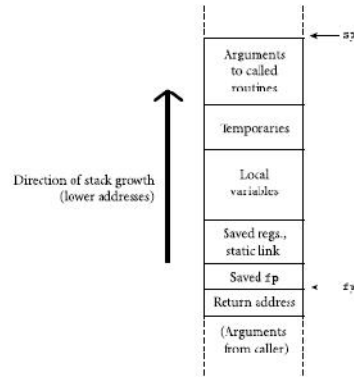 Arguments
to called
routines
Temporaries
Direction of stack growth
(lower addresses)
Local
variables
Saved regs.,
static link
Saved fp
Return address
(Arguments
from caller)